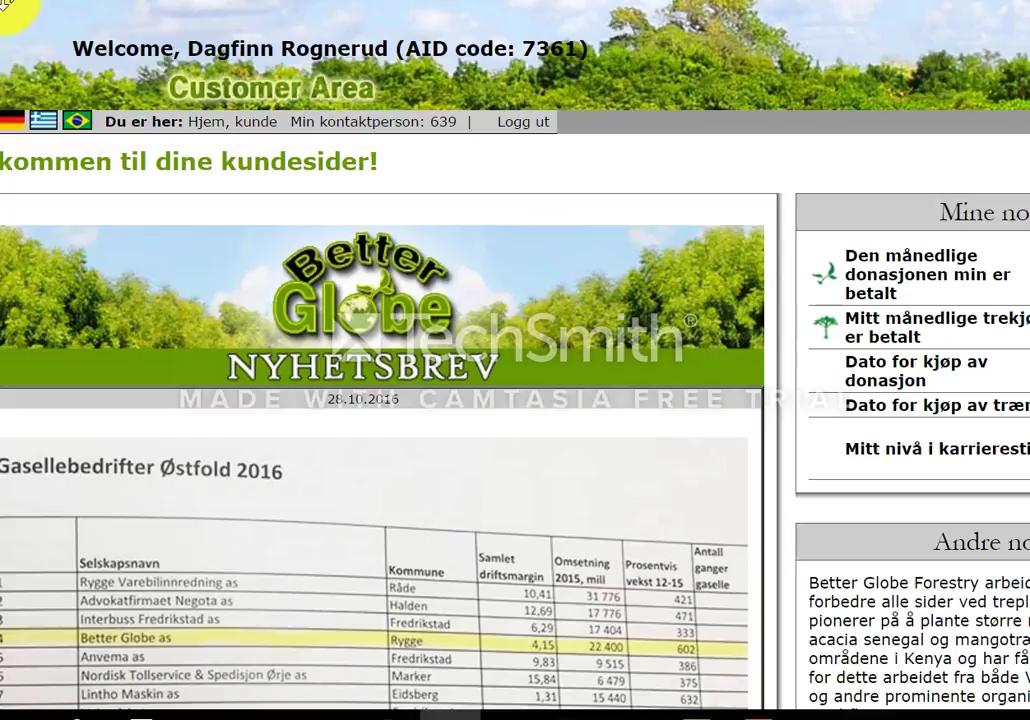 Welcome, Dagfinn Rognerud (AID code: 7361)
Customer Area
Du er her: Hjem, kunde Min kontaktperson: 639 | Logg ut
kommen til dine kundesider!
Mine no
Better
Globe
NYHETSBREV
28.10.2016
TechSmith®
MADE WITH CAMTASIA FREE TRIAL
Den månedlige
donasjonen min er
betalt
Mitt månedlige trekjø
er betalt
Dato for kjøp av
donasjon
Dato for kjøp av trær
Mitt nivå i karrieresti
Gasellebedrifter Østfold 2016
Selskapsnavn Kommune Samlet driftsmargin Omsetning 2015, mill Prosentvis vekst 12-15 Antall ganger gaselle
1 Rygge Varebilinnredning as Råde 10,41 31 776 421
2 Advokatfirmaet Negota as Halden 12,69 17 776 471
3 Interbuss Fredrikstad as Fredrikstad 6,29 17 404 333
4 Better Globe as Rygge 4,15 22 400 602
5 Anvema as Fredrikstad 9,83 9 515 386
6 Nordisk Tollservice & Spedisjon Ørje as Marker 15,84 6 479 375
7 Lintho Maskin as Eidsberg 1,31 15 440 632
Andre no
Better Globe Forestry arbeid
forbedre alle sider ved trepl
pionerer på å plante større
acacia senegal og mangotra
områdene i Kenya og har få
for dette arbeidet fra både V
og andre prominente organi